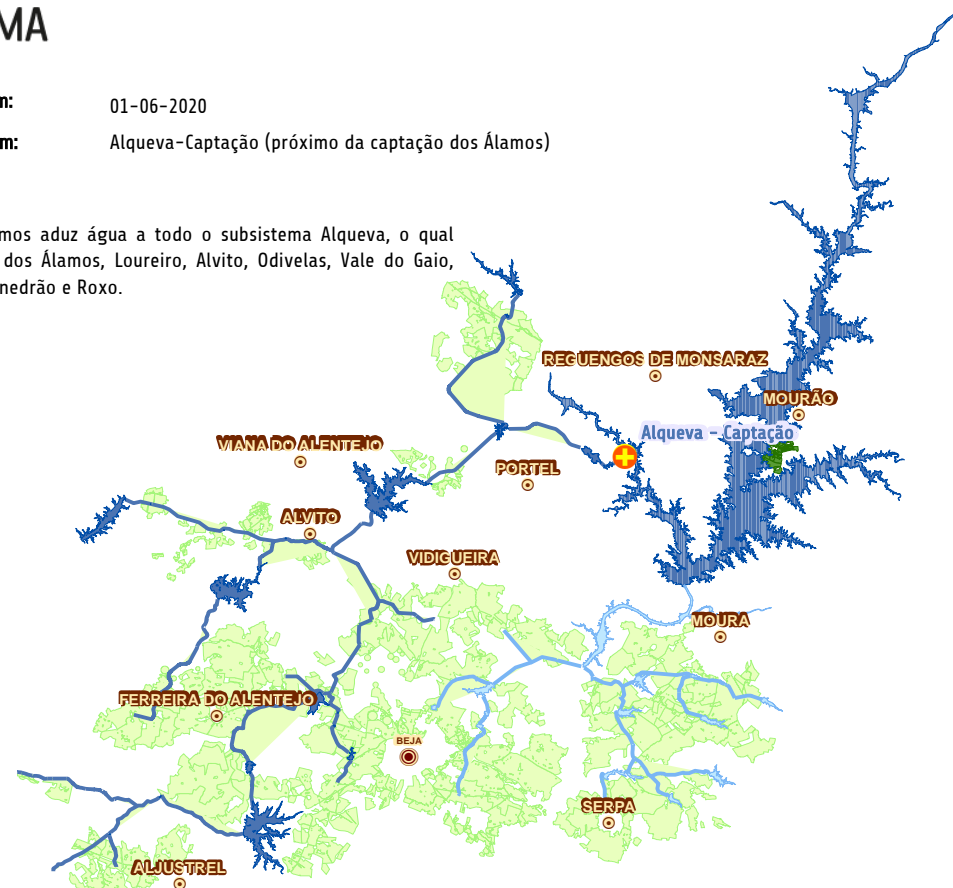 MA
m:
01-06-2020
m:
Alqueva-Captação (próximo da captação dos Álamos)
mos aduz água a todo o subsistema Alqueva, o qual
dos Álamos, Loureiro, Alvito, Odivelas, Vale do Gaio,
nedrão e Roxo.
REGUENGOS DE MONSARAZ
MOURÃO
Alqueva - Captação
VIANA DO ALENTEJO
PORTEL
ALVITO
VIDIGUEIRA
MOURA
FERREIRA DO ALENTEJO
BEJA
SERPA
ALJUSTREL